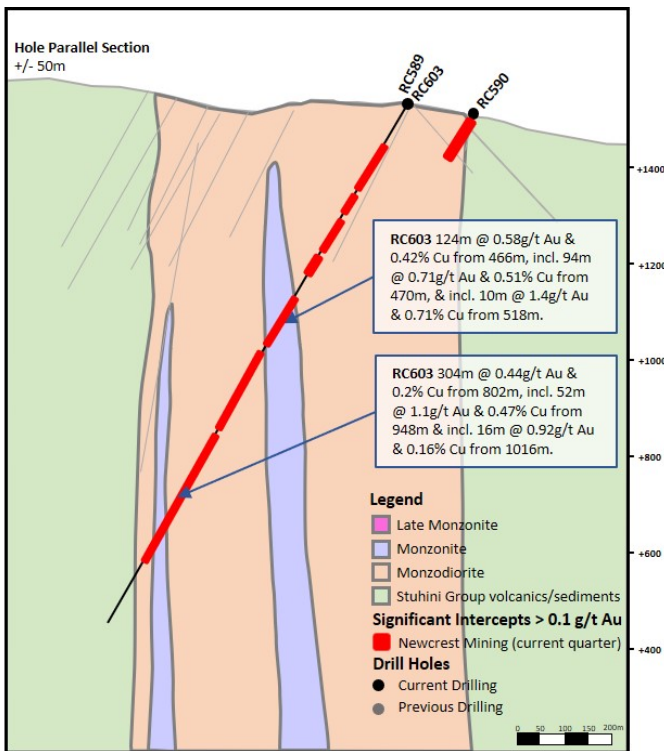 Hole Parallel Section
+/- 50m
RC589
RC603
RC590
+1400
+1200
+1000
+800
+600
+400
RC603 124m @ 0.58g/t Au &
0.42% Cu from 466m, incl. 94m
@ 0.71g/t Au & 0.51% Cu from
470m, & incl. 10m @ 1.4g/t Au
& 0.71% Cu from 518m.
RC603 304m @ 0.44g/t Au &
0.2% Cu from 802m, incl. 52m
@ 1.1g/t Au & 0.47% Cu from
948m & incl. 16m @ 0.92g/t Au
& 0.16% Cu from 1016m.
Legend
Late Monzonite
Monzonite
Monzodiorite
Stuhini Group volcanics/sediments
Significant Intercepts > 0.1 g/t Au
Newcrest Mining (current quarter)
Drill Holes
Current Drilling
Previous Drilling
0 50 100 150 200m